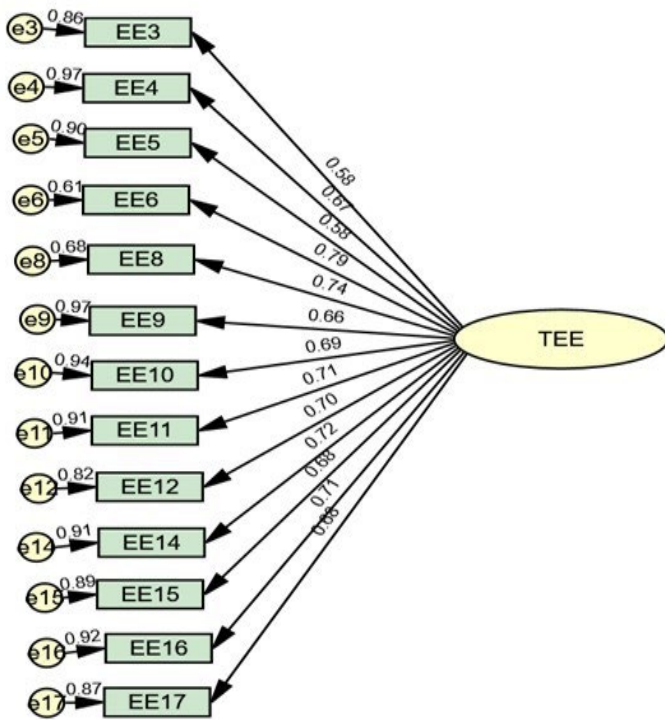 e3 0.86 EE3
e4 0.97 EE4
e5 0.90 EE5
e6 0.61 EE6
e8 0.68 EE8
e9 0.97 EE9
e10 0.94 EE10
e11 0.91 EE11
e12 0.82 EE12
e14 0.91 EE14
e15 0.89 EE15
e16 0.92 EE16
e17 0.87 EE17
0.58
0.67
0.58
0.79
0.74
0.66
0.69
0.71
0.70
0.72
0.68
0.71
0.68
TEE